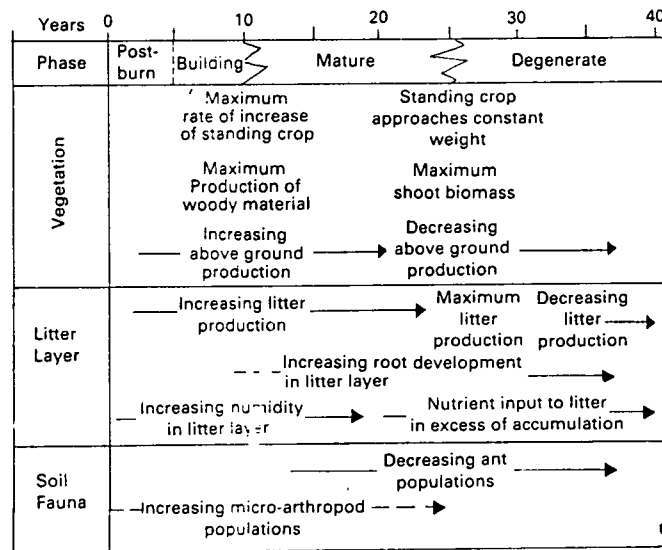 Years 0 10 20 30 40
Phase Post-burn Building Mature Degenerate
Vegetation
Maximum
rate of increase
of standing crop
Standing crop
approaches constant
weight
Maximum
Production of
woody material
Maximum
shoot biomass
Increasing
above ground
production
Decreasing
above ground
production
Litter
Layer
Increasing litter
production
Maximum
litter
production
Decreasing
litter
production
Increasing root development
in litter layer
Increasing humidity
in litter layer
Nutrient input to litter
in excess of accumulation
Soil
Fauna
Decreasing ant
populations
Increasing micro-arthropod
populations